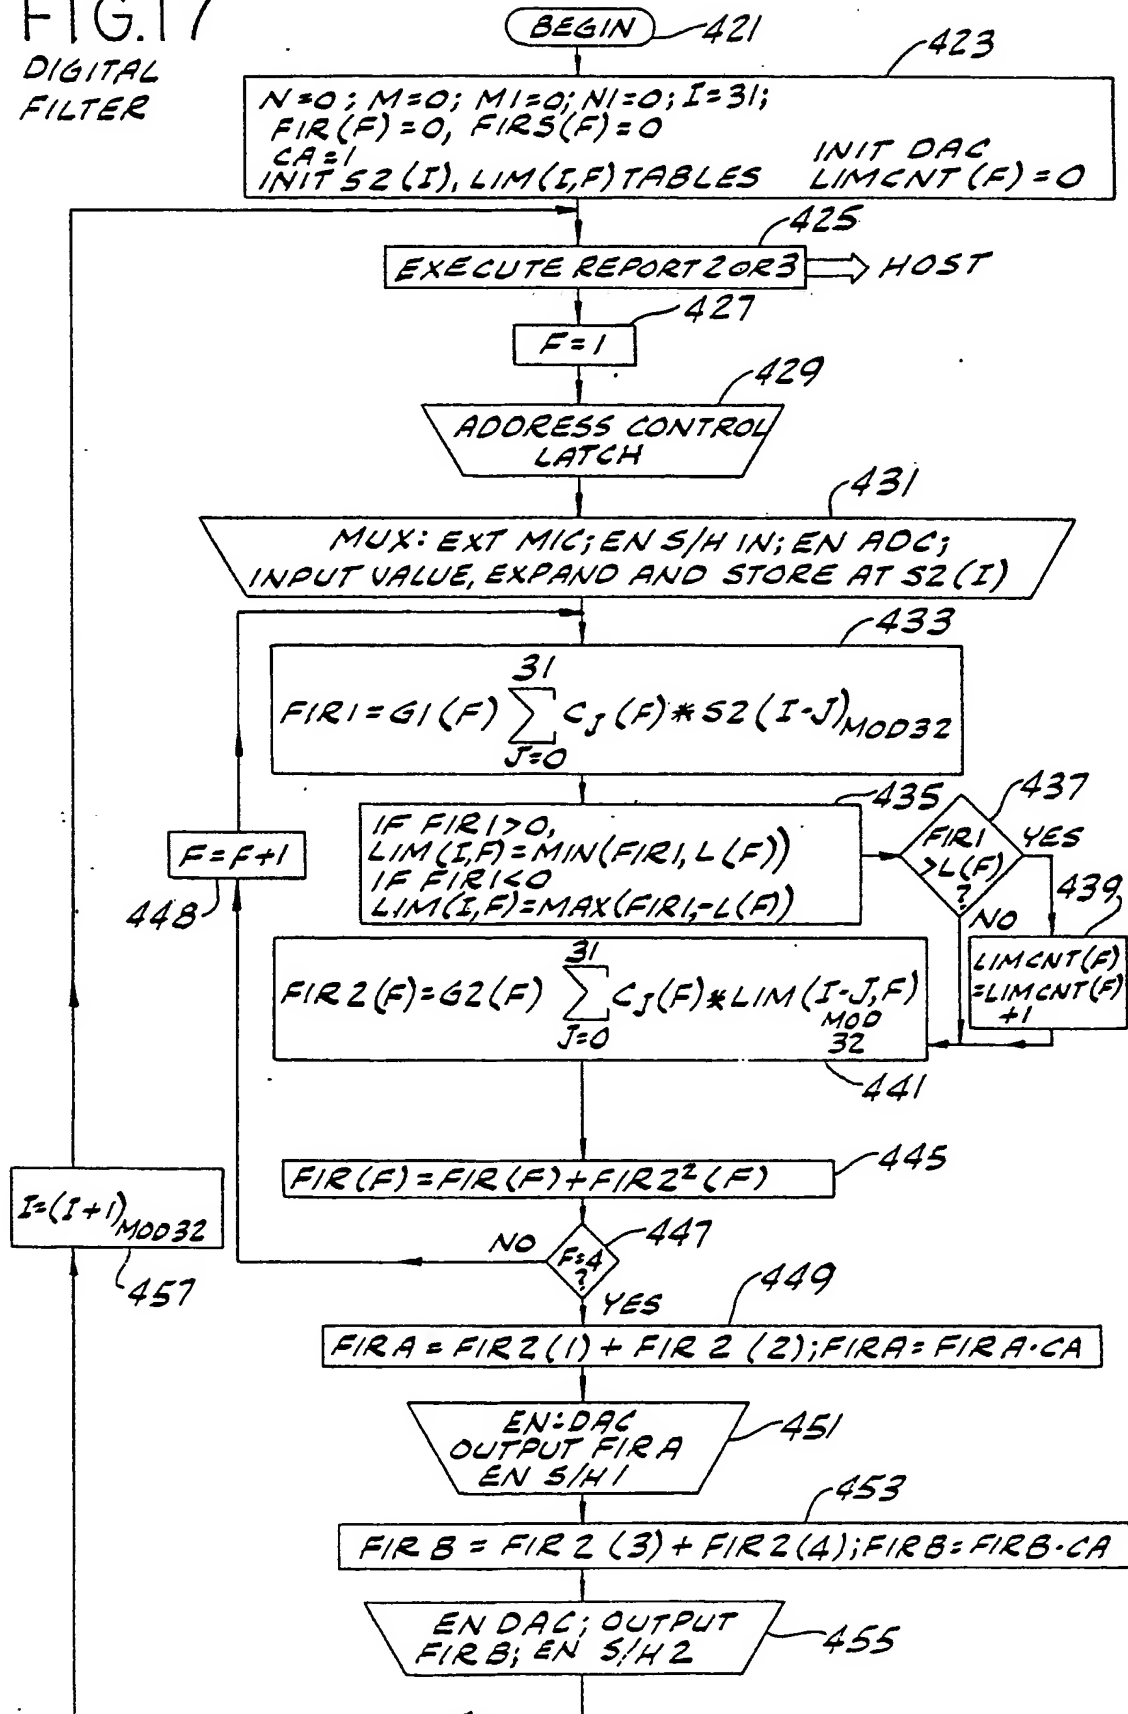 FIG.17
DIGITAL
FILTER
BEGIN
421
423
N=0; M=0; M1=0; N1=0; I=31;
FIR(F)=0, FIRS(F)=0
CA=1
INIT DAC
INIT S2(I), LIM(I,F) TABLES LIMCNT(F)=0
425
EXECUTE REPORT 2 OR 3
HOST
427
F=1
429
ADDRESS CONTROL
LATCH
431
MUX: EXT MIC; EN S/H IN; EN ADC;
INPUT VALUE, EXPAND AND STORE AT S2(I)
433
31
FIR1=G1(F) ∑ CJ(F)*S2(I-J)MOD32
J=0
435
IF FIR1>0,
LIM(I,F)=MIN(FIR1,L(F))
IF FIR1<0
LIM(I,F)=MAX(FIR1,-L(F))
437
FIR1
>L(F)
?
YES
NO
439
LIMCNT(F)
=LIMCNT(F)
+1
F=F+1
448
31
FIR2(F)=G2(F) ∑ CJ(F)*LIM(I-J,F)
MOD
32
J=0
441
FIR(F)=FIR(F)+FIR2²(F)
445
I=(I+1)MOD32
457
NO
F=4
?
447
YES
449
FIRA=FIR2(1)+FIR2(2);FIRA=FIRA·CA
EN:DAC
OUTPUT FIRA
EN S/H1
451
453
FIRB=FIR2(3)+FIR2(4);FIRB=FIRB·CA
EN DAC; OUTPUT
FIRB; EN S/H2
455